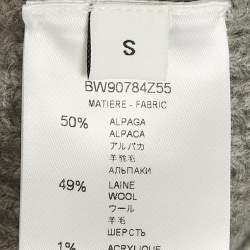 S
BW90784Z55
MATIERE - FABRIC
50% ALPAGA
ALPACA
アルパカ
羊驼毛
АЛЬПАКИ
49% LAINE
WOOL
ウール
羊毛
ШЕРСТЬ
1% ACRYLIQUE